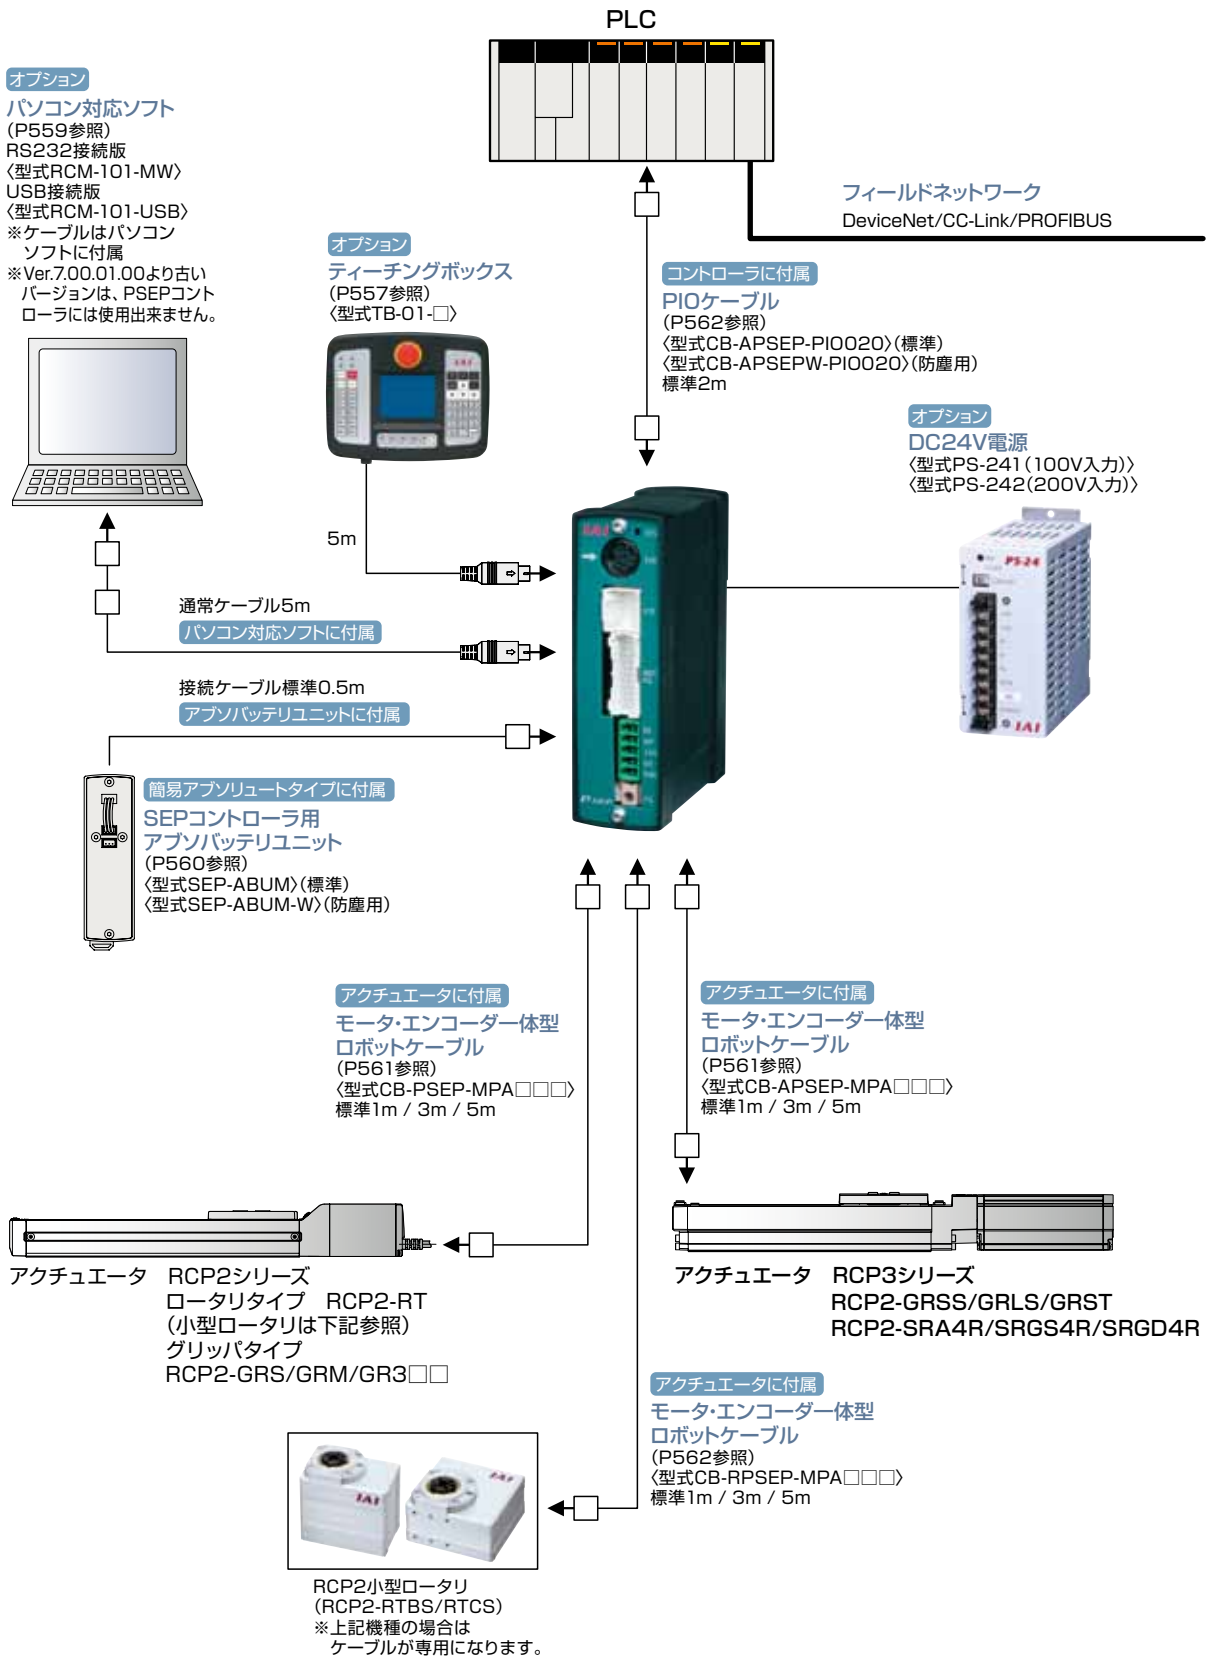 PLC
オプション
パソコン対応ソフト
(P559参照)
RS232接続版
〈型式RCM-101-MW〉
USB接続版
〈型式RCM-101-USB〉
※ケーブルはパソコン
ソフトに付属
※Ver.7.00.01.00より古い
バージョンは、PSEPコント
ローラには使用出来ません。
フィールドネットワーク
DeviceNet/CC-Link/PROFIBUS
オプション
ティーチングボックス
(P557参照)
〈型式TB-01-□〉
コントローラに付属
PIOケーブル
(P562参照)
〈型式CB-APSEP-PIO020〉(標準)
〈型式CB-APSEPW-PIO020〉(防塵用)
標準2m
オプション
DC24V電源
〈型式PS-241(100V入力)〉
〈型式PS-242(200V入力)〉
5m
IAI
PS-24
IAI
通常ケーブル5m
パソコン対応ソフトに付属
接続ケーブル標準0.5m
アブソバッテリユニットに付属
簡易アブソリュートタイプに付属
SEPコントローラ用
アブソバッテリユニット
(P560参照)
〈型式SEP-ABUM〉(標準)
〈型式SEP-ABUM-W〉(防塵用)
アクチュエータに付属
モータ・エンコーダ一体型
ロボットケーブル
(P561参照)
〈型式CB-PSEP-MPA□□□〉
標準1m / 3m / 5m
アクチュエータに付属
モータ・エンコーダ一体型
ロボットケーブル
(P561参照)
〈型式CB-APSEP-MPA□□□〉
標準1m / 3m / 5m
アクチュエータ RCP2シリーズ
ロータリタイプ RCP2-RT
(小型ロータリは下記参照)
グリッパタイプ
RCP2-GRS/GRM/GR3□□
アクチュエータ RCP3シリーズ
RCP2-GRSS/GRLS/GRST
RCP2-SRA4R/SRGS4R/SRGD4R
アクチュエータに付属
モータ・エンコーダ一体型
ロボットケーブル
(P562参照)
〈型式CB-RPSEP-MPA□□□〉
標準1m / 3m / 5m
IAI
IAI
RCP2小型ロータリ
(RCP2-RTBS/RTCS)
※上記機種の場合は
ケーブルが専用になります。